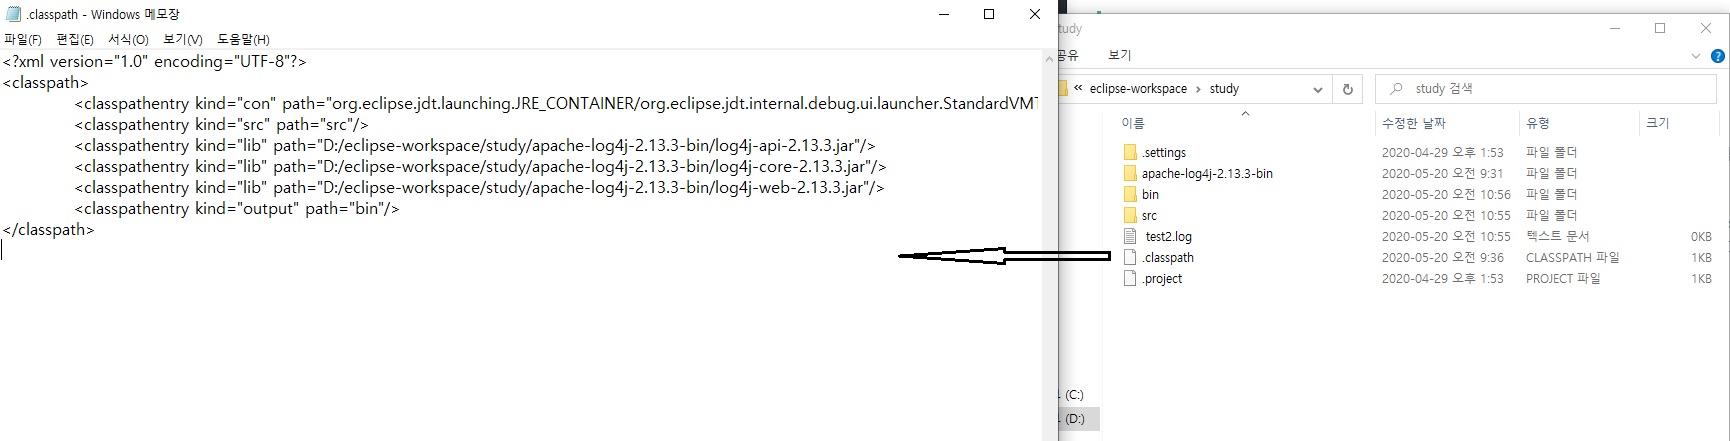 .classpath - Windows 메모장
파일(F) 편집(E) 서식(O) 보기(V) 도움말(H)
<?xml version="1.0" encoding="UTF-8"?>
<classpath>
<classpathentry kind="con" path="org.eclipse.jdt.launching.JRE_CONTAINER/org.eclipse.jdt.internal.debug.ui.launcher.StandardVMT
<classpathentry kind="src" path="src"/>
<classpathentry kind="lib" path="D:/eclipse-workspace/study/apache-log4j-2.13.3-bin/log4j-api-2.13.3.jar"/>
<classpathentry kind="lib" path="D:/eclipse-workspace/study/apache-log4j-2.13.3-bin/log4j-core-2.13.3.jar"/>
<classpathentry kind="lib" path="D:/eclipse-workspace/study/apache-log4j-2.13.3-bin/log4j-web-2.13.3.jar"/>
<classpathentry kind="output" path="bin"/>
</classpath>
study
공유 보기
« eclipse-workspace › study
study 검색
이름 수정한 날짜 유형 크기
.settings 2020-04-29 오후 1:53 파일 폴더
apache-log4j-2.13.3-bin 2020-05-20 오전 9:31 파일 폴더
bin 2020-05-20 오전 10:56 파일 폴더
src 2020-05-20 오전 10:55 파일 폴더
test2.log 2020-05-20 오전 10:55 텍스트 문서 0KB
.classpath 2020-05-20 오전 9:36 CLASSPATH 파일 1KB
.project 2020-04-29 오후 1:53 PROJECT 파일 1KB
(C:)
(D:)